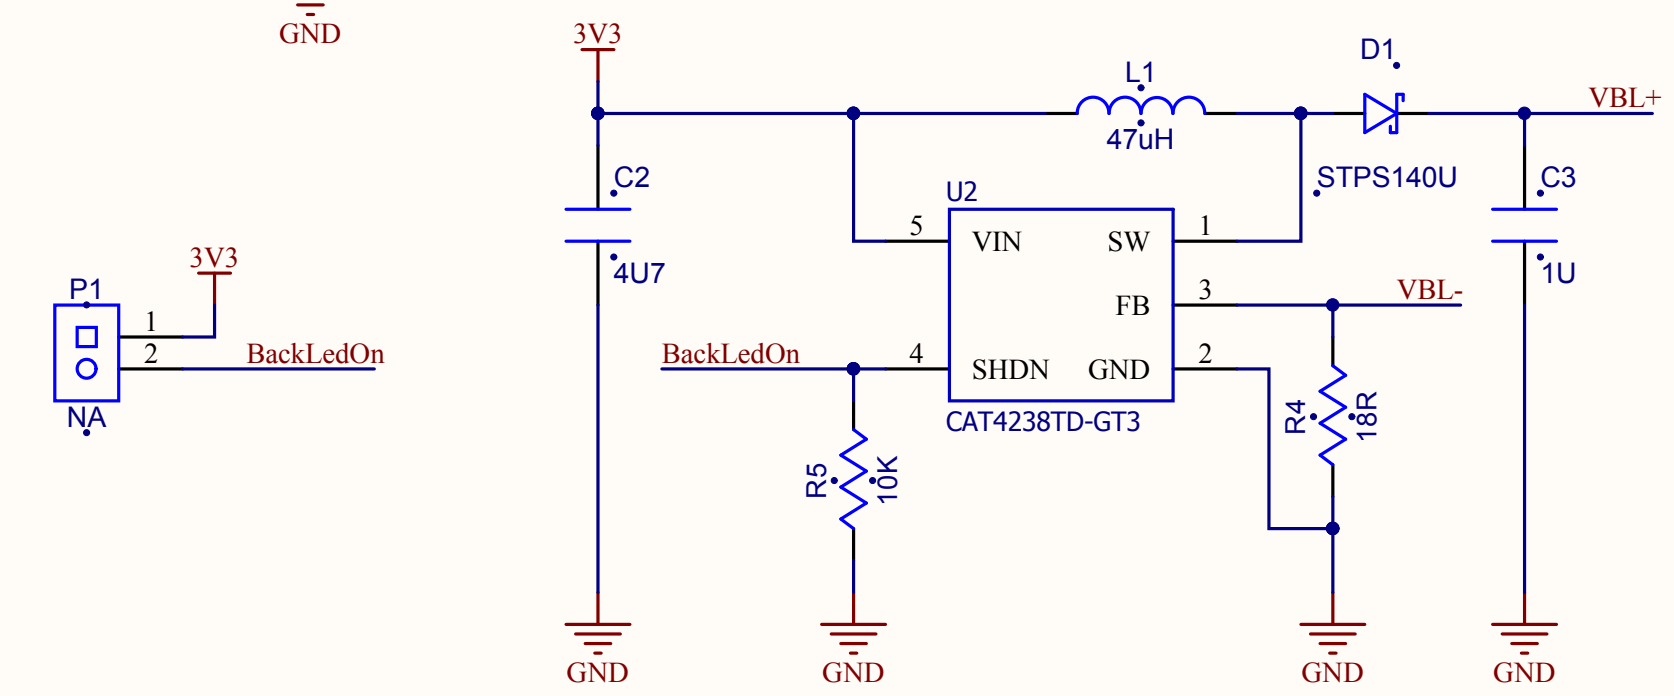 GND
3V3
L1
47uH
D1
VBL+
STPS140U
C2
4U7
C3
1U
U2
5
VIN
SW
1
FB
3
VBL-
3V3
P1
1
2
BackLedOn
NA
BackLedOn
4
SHDN
GND
2
CAT4238TD-GT3
R5
10K
R4
18R
GND
GND
GND
GND